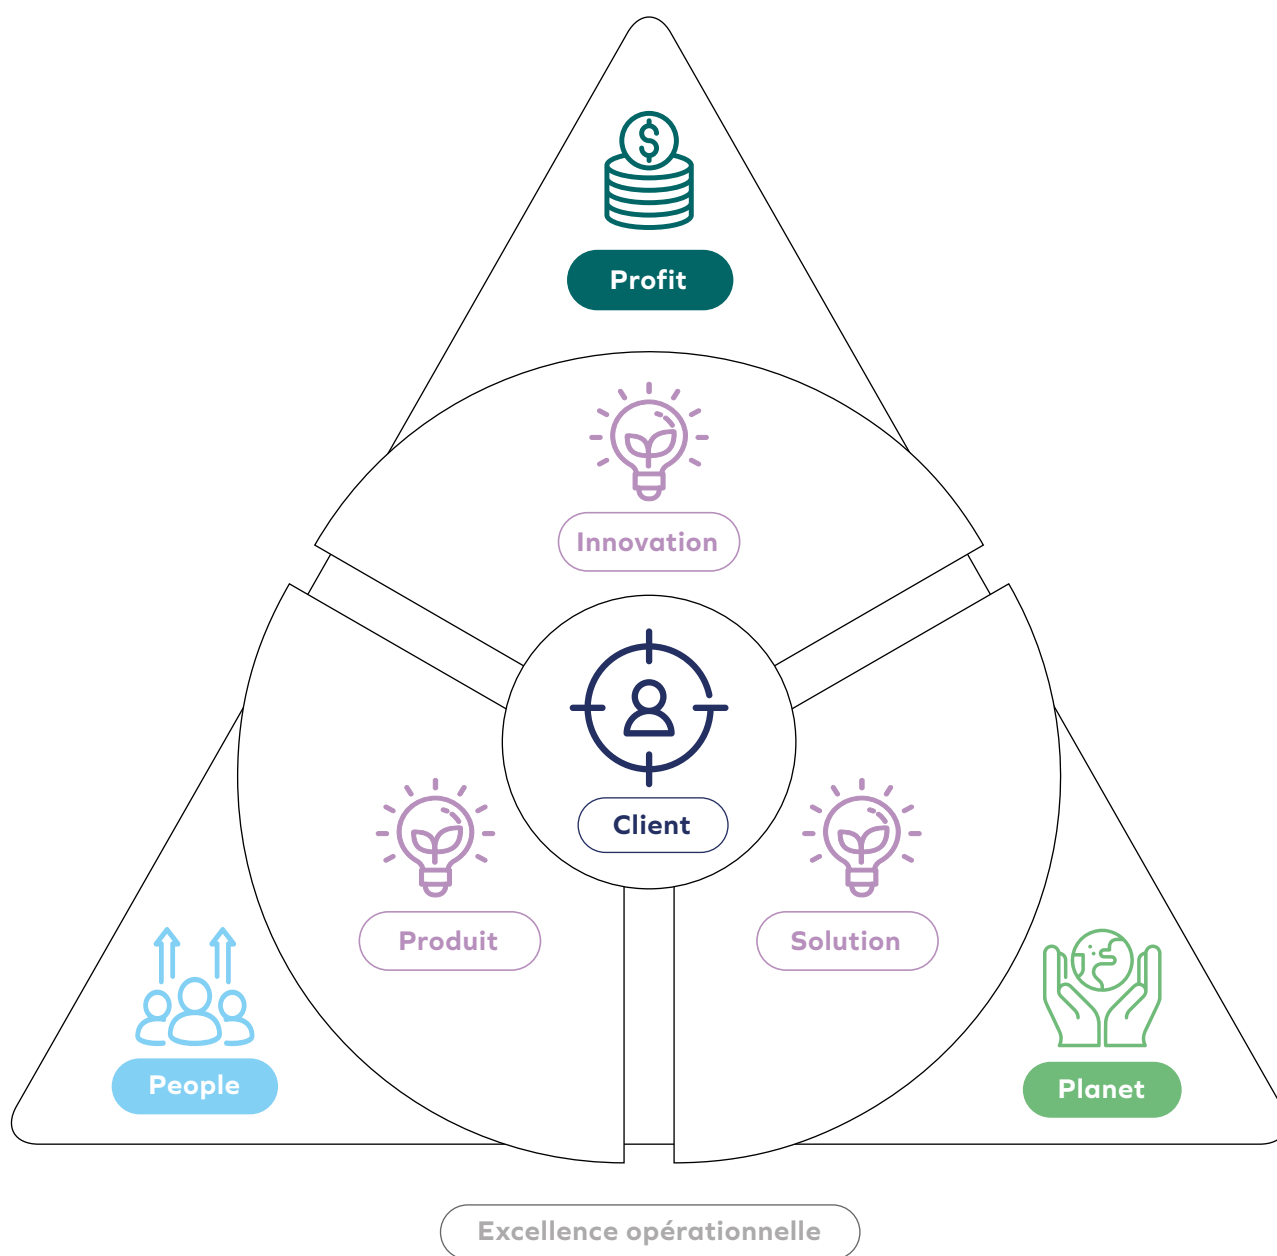 $
Profit
Innovation
Client
Produit
Solution
People
Planet
Excellence opérationnelle